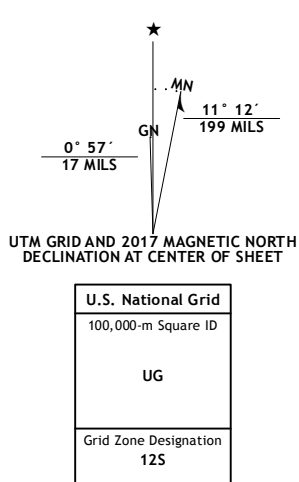 MN
GN
11° 12´
199 MILS
0° 57´
17 MILS
UTM GRID AND 2017 MAGNETIC NORTH
DECLINATION AT CENTER OF SHEET
U.S. National Grid
100,000-m Square ID
UG
Grid Zone Designation
12S